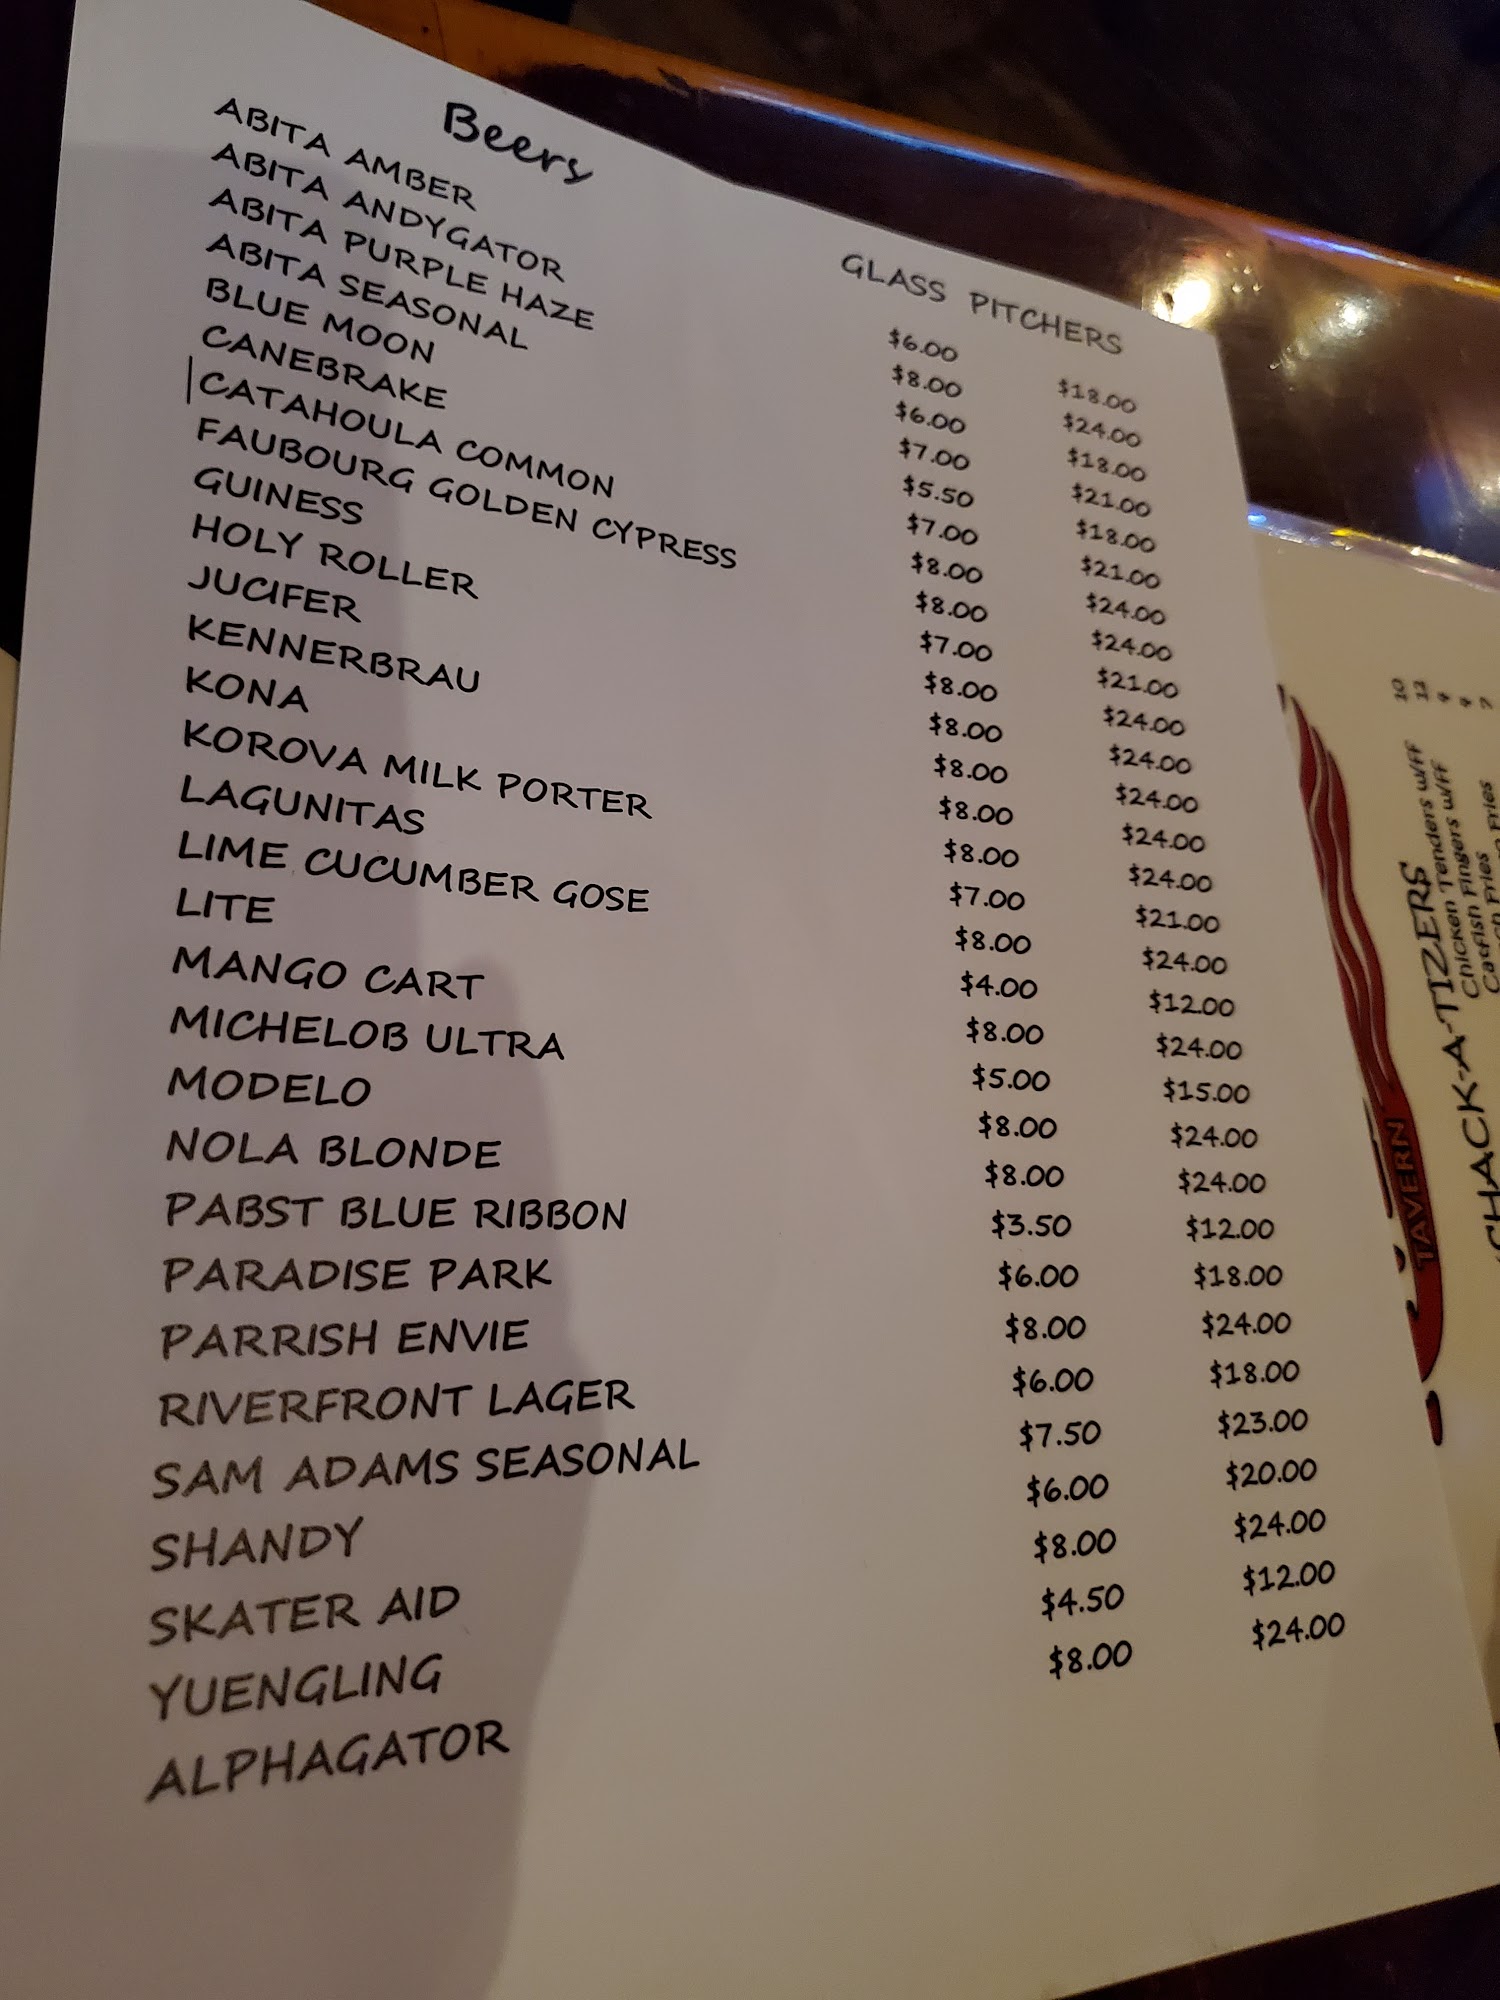 Beers
GLASS PITCHERS
ABITA AMBER $6.00 $18.00
ABITA ANDYGATOR $8.00 $24.00
ABITA PURPLE HAZE $6.00 $18.00
ABITA SEASONAL $7.00 $21.00
BLUE MOON $5.50 $18.00
CANEBRAKE $7.00 $21.00
CATAHOULA COMMON $8.00 $24.00
FAUBOURG GOLDEN CYPRESS $8.00 $24.00
GUINESS $7.00 $21.00
HOLY ROLLER $8.00 $24.00
JUCIFER $8.00 $24.00
KENNERBRAU $8.00 $24.00
KONA $8.00 $24.00
KOROVA MILK PORTER $8.00 $24.00
LAGUNITAS $7.00 $21.00
LIME CUCUMBER GOSE $8.00 $24.00
LITE $4.00 $12.00
MANGO CART $8.00 $24.00
MICHELOB ULTRA $5.00 $15.00
MODELO $8.00 $24.00
NOLA BLONDE $8.00 $24.00
PABST BLUE RIBBON $3.50 $12.00
PARADISE PARK $6.00 $18.00
PARRISH ENVIE $8.00 $24.00
RIVERFRONT LAGER $6.00 $18.00
SAM ADAMS SEASONAL $7.50 $23.00
SHANDY $6.00 $20.00
SKATER AID $8.00 $24.00
YUENGLING $4.50 $12.00
ALPHAGATOR $8.00 $24.00
TAVERN
SHACK-A-TIZERS
Chicken Tenders w/FF 10
Chicken Fingers w/FF 12
Catfish Fries 9
Fries